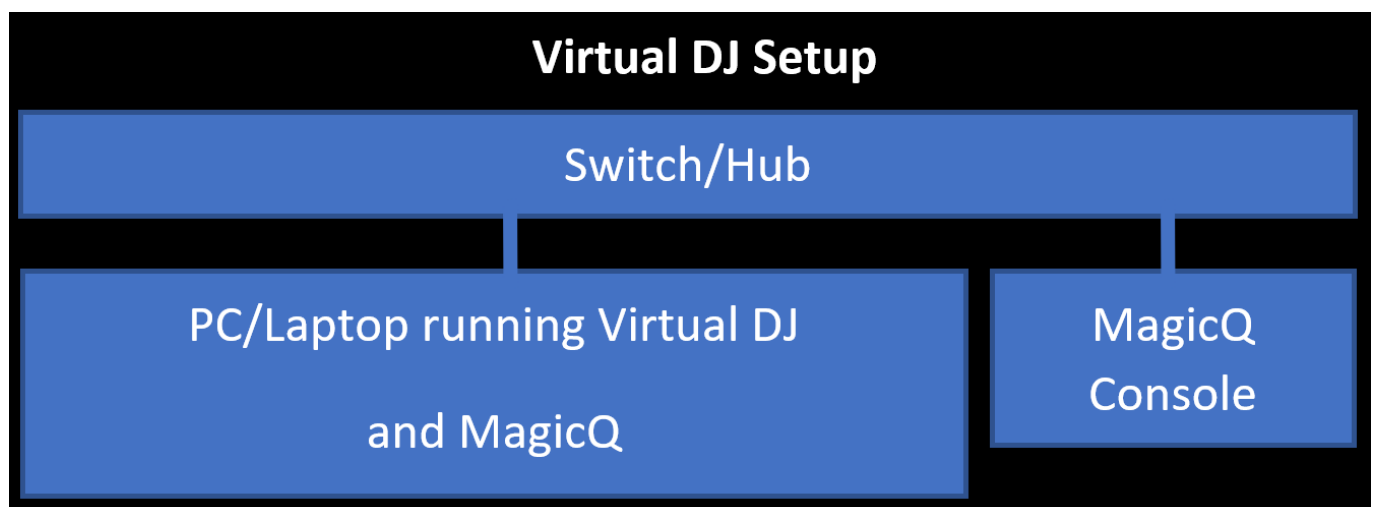 Virtual DJ Setup
Switch/Hub
PC/Laptop running Virtual DJ
and MagicQ
MagicQ
Console